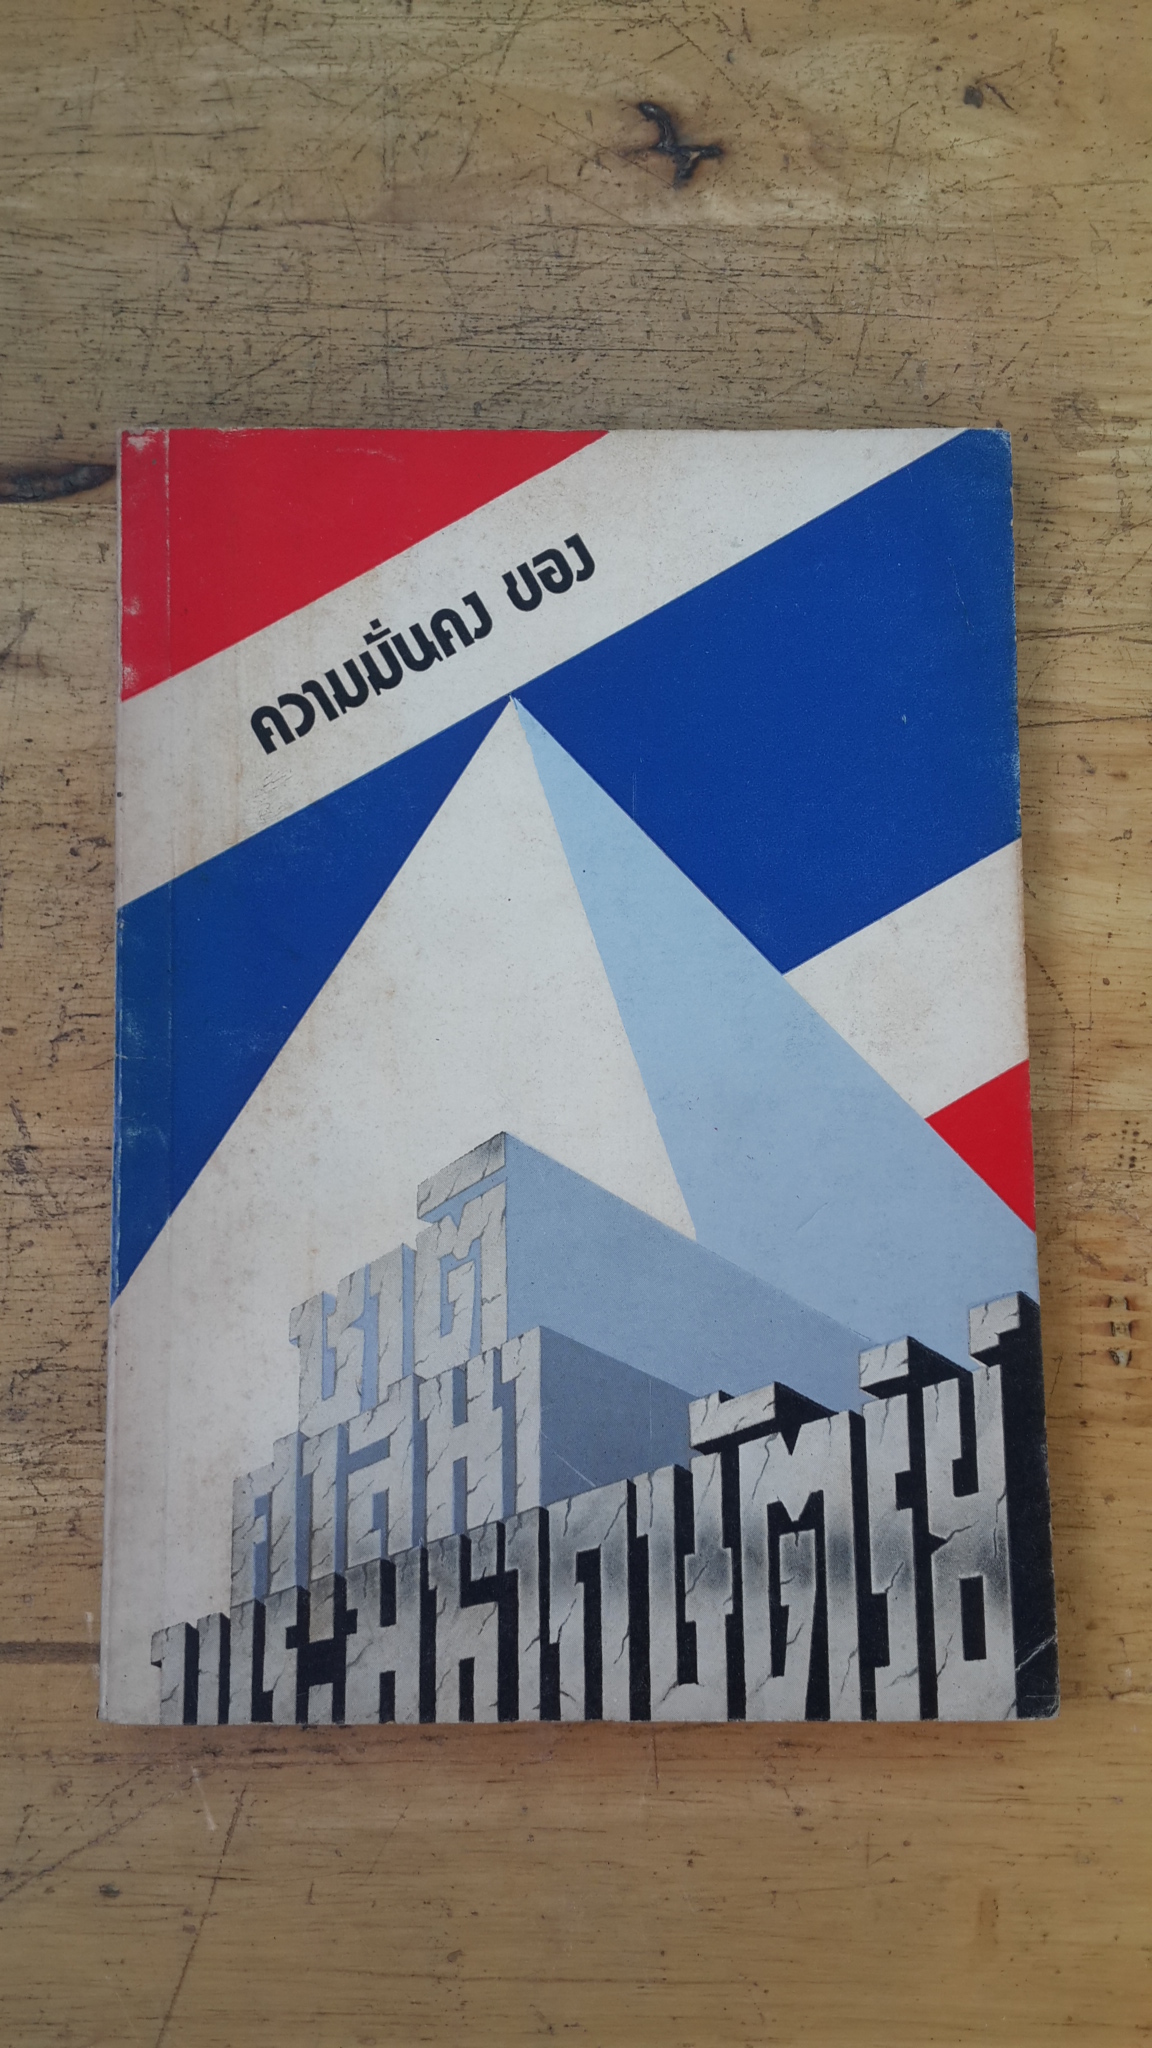 ความมั่นคง ของ
ชาติ
ศาสนา
พระมหากษัตริย์